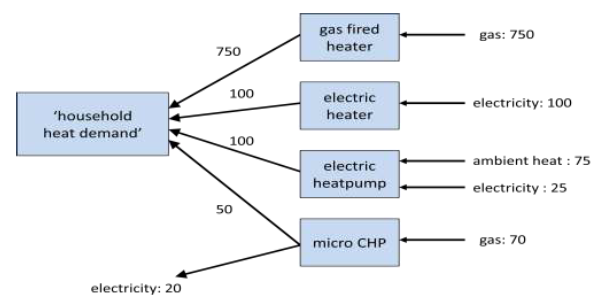 gas fired
heater
gas: 750
750
'household
heat demand'
100
electric
heater
electricity: 100
100
electric
heatpump
ambient heat : 75
electricity : 25
50
micro CHP
gas: 70
electricity: 20